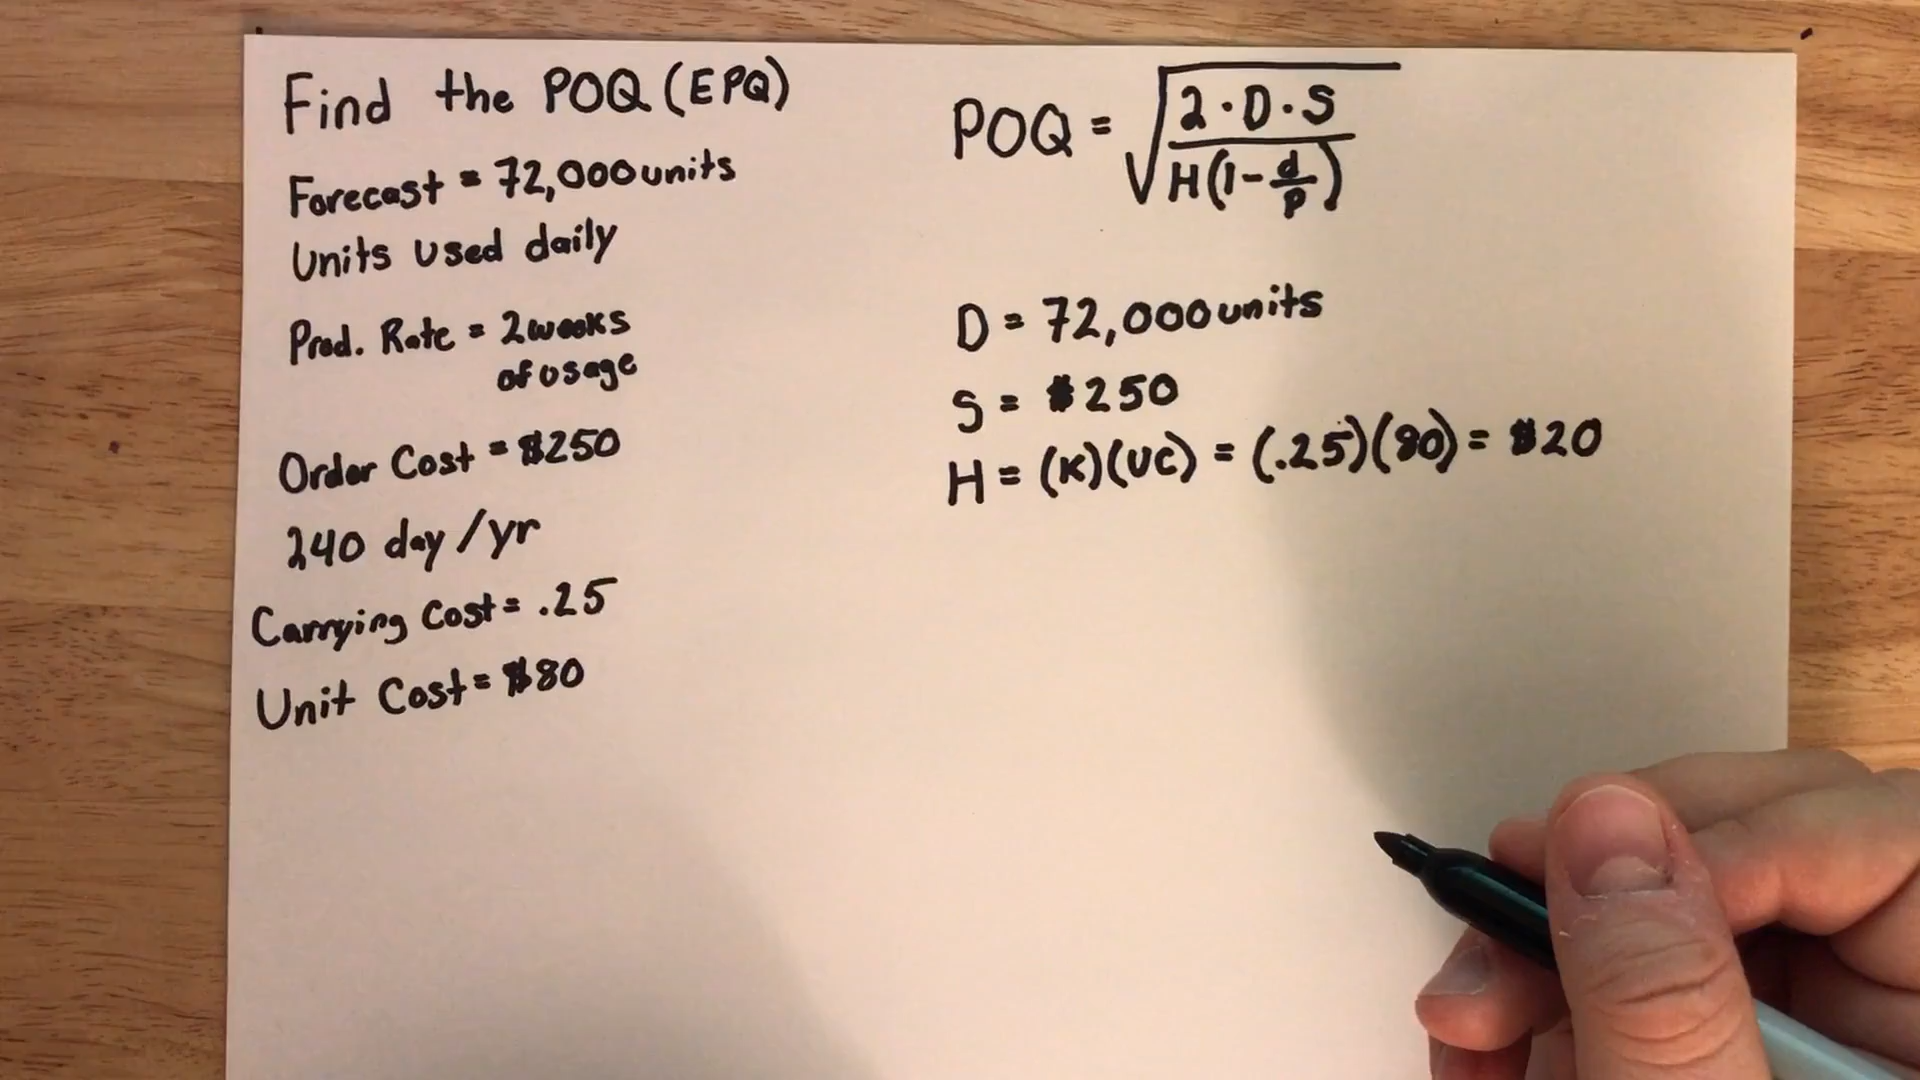 Find the POQ (EPQ)
Forecast = 72,000 units
Units used daily
Prod. Rate = 2 weeks
of usage
Order Cost = $250
240 day/yr
Carrying Cost = .25
Unit Cost = $80
POQ = √(2·D·S / H(1-d/p))
D = 72,000 units
S = $250
H = (K)(UC) = (.25)(80) = $20